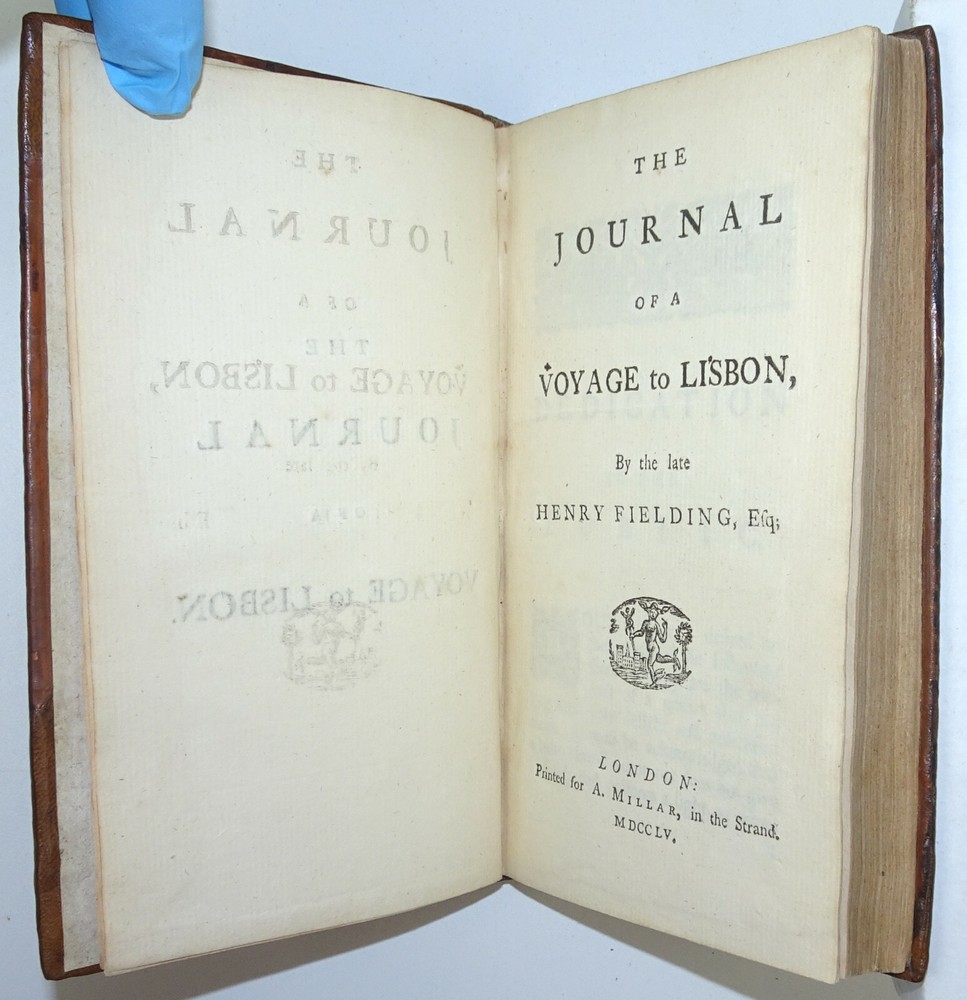 THE
JOURNAL
OF A
VOYAGE to LISBON,
By the late
HENRY FIELDING, Eſq;
LONDON:
Printed for A. MILLAR, in the Strand.
MDCCLV.